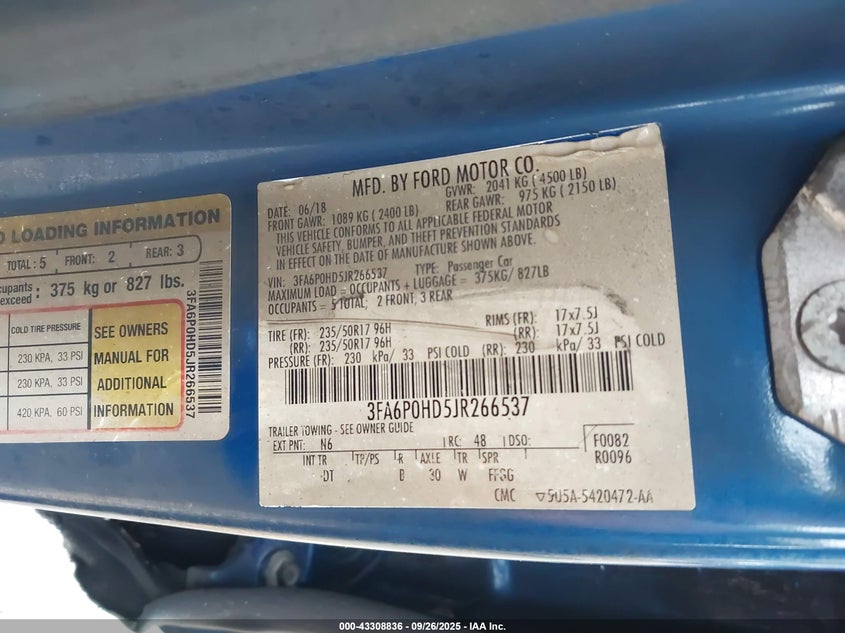 D LOADING INFORMATION
TOTAL: 5 FRONT: 2 REAR: 3
cupants
exceed: 375 kg or 827 lbs.
COLD TIRE PRESSURE
230 KPA, 33 PSI
230 KPA, 33 PSI
420 KPA, 60 PSI
SEE OWNERS
MANUAL FOR
ADDITIONAL
INFORMATION
3FA6P0HD5JR266537
MFD. BY FORD MOTOR CO.
DATE: 06/18 GVWR: 2041 KG ( 4500 LB)
FRONT GAWR: 1089 KG ( 2400 LB) REAR GAWR: 975 KG ( 2150 LB)
THIS VEHICLE CONFORMS TO ALL APPLICABLE FEDERAL MOTOR
VEHICLE SAFETY, BUMPER, AND THEFT PREVENTION STANDARDS
IN EFFECT ON THE DATE OF MANUFACTURE SHOWN ABOVE.
VIN: 3FA6P0HD5JR266537 TYPE: Passenger Car
MAXIMUM LOAD = OCCUPANTS + LUGGAGE = 375KG/ 827LB
OCCUPANTS = 5 TOTAL; 2 FRONT, 3 REAR
TIRE (FR): 235/50R17 96H RIMS (FR): 17x7.5J
(RR): 235/50R17 96H (RR): 17x7.5J
PRESSURE (FR): 230 kPa/ 33 PSI COLD (RR): 230 kPa/ 33 PSI COLD
3FA6P0HD5JR266537
TRAILER TOWING - SEE OWNER GUIDE
EXT PNT: N6 RC: 48 DSO: F0082
INT TR TP/PS R AXLE TR SPR R0096
DT B 30 W FFSG
CMC 5U5A-5420472-AA
000-43308836 - 09/26/2025 - IAA Inc.